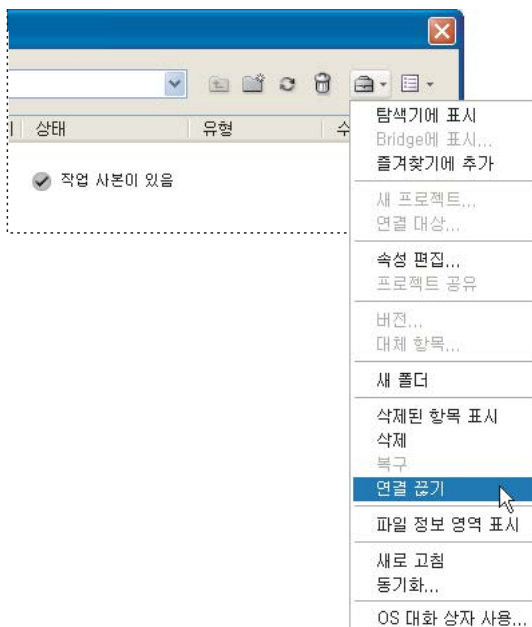 상태 유형 수
작업 사본이 있음
탐색기에 표시
Bridge에 표시...
즐겨찾기에 추가
새 프로젝트...
연결 대상...
속성 편집...
프로젝트 공유
버전...
대체 항목...
새 폴더
삭제된 항목 표시
삭제
복구
연결 끊기
파일 정보 영역 표시
새로 고침
동기화...
OS 대화 상자 사용...